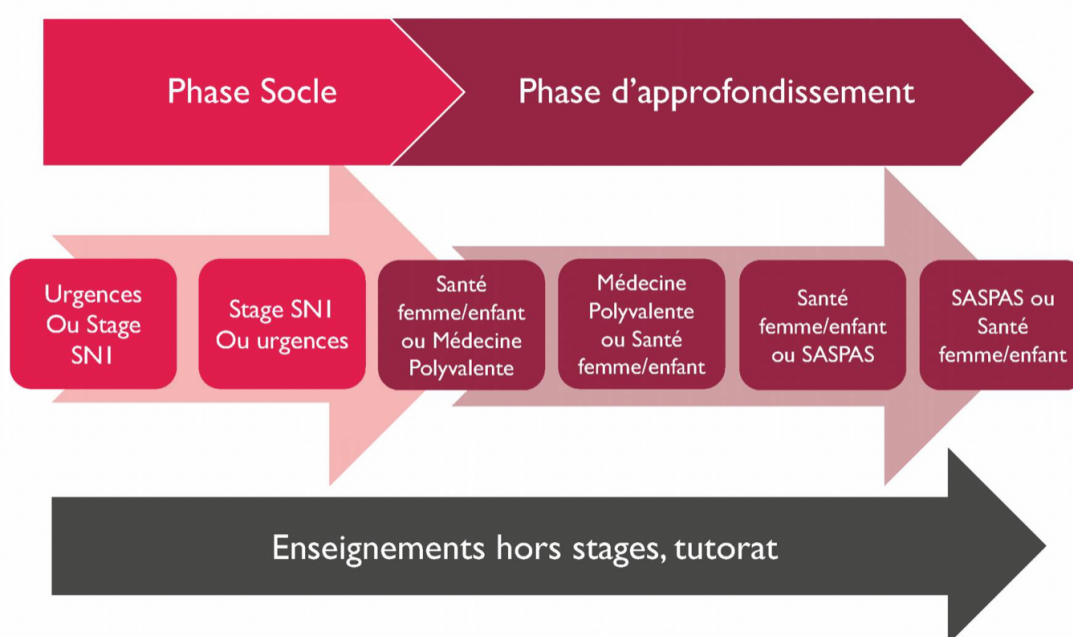 Phase Socle
Phase d'approfondissement
Urgences
Ou Stage
SN1
Stage SN1
Ou urgences
Santé
femme/enfant
ou Médecine
Polyvalente
Médecine
Polyvalente
ou Santé
femme/enfant
Santé
femme/enfant
ou SASPAS
SASPAS ou
Santé
femme/enfant
Enseignements hors stages, tutorat